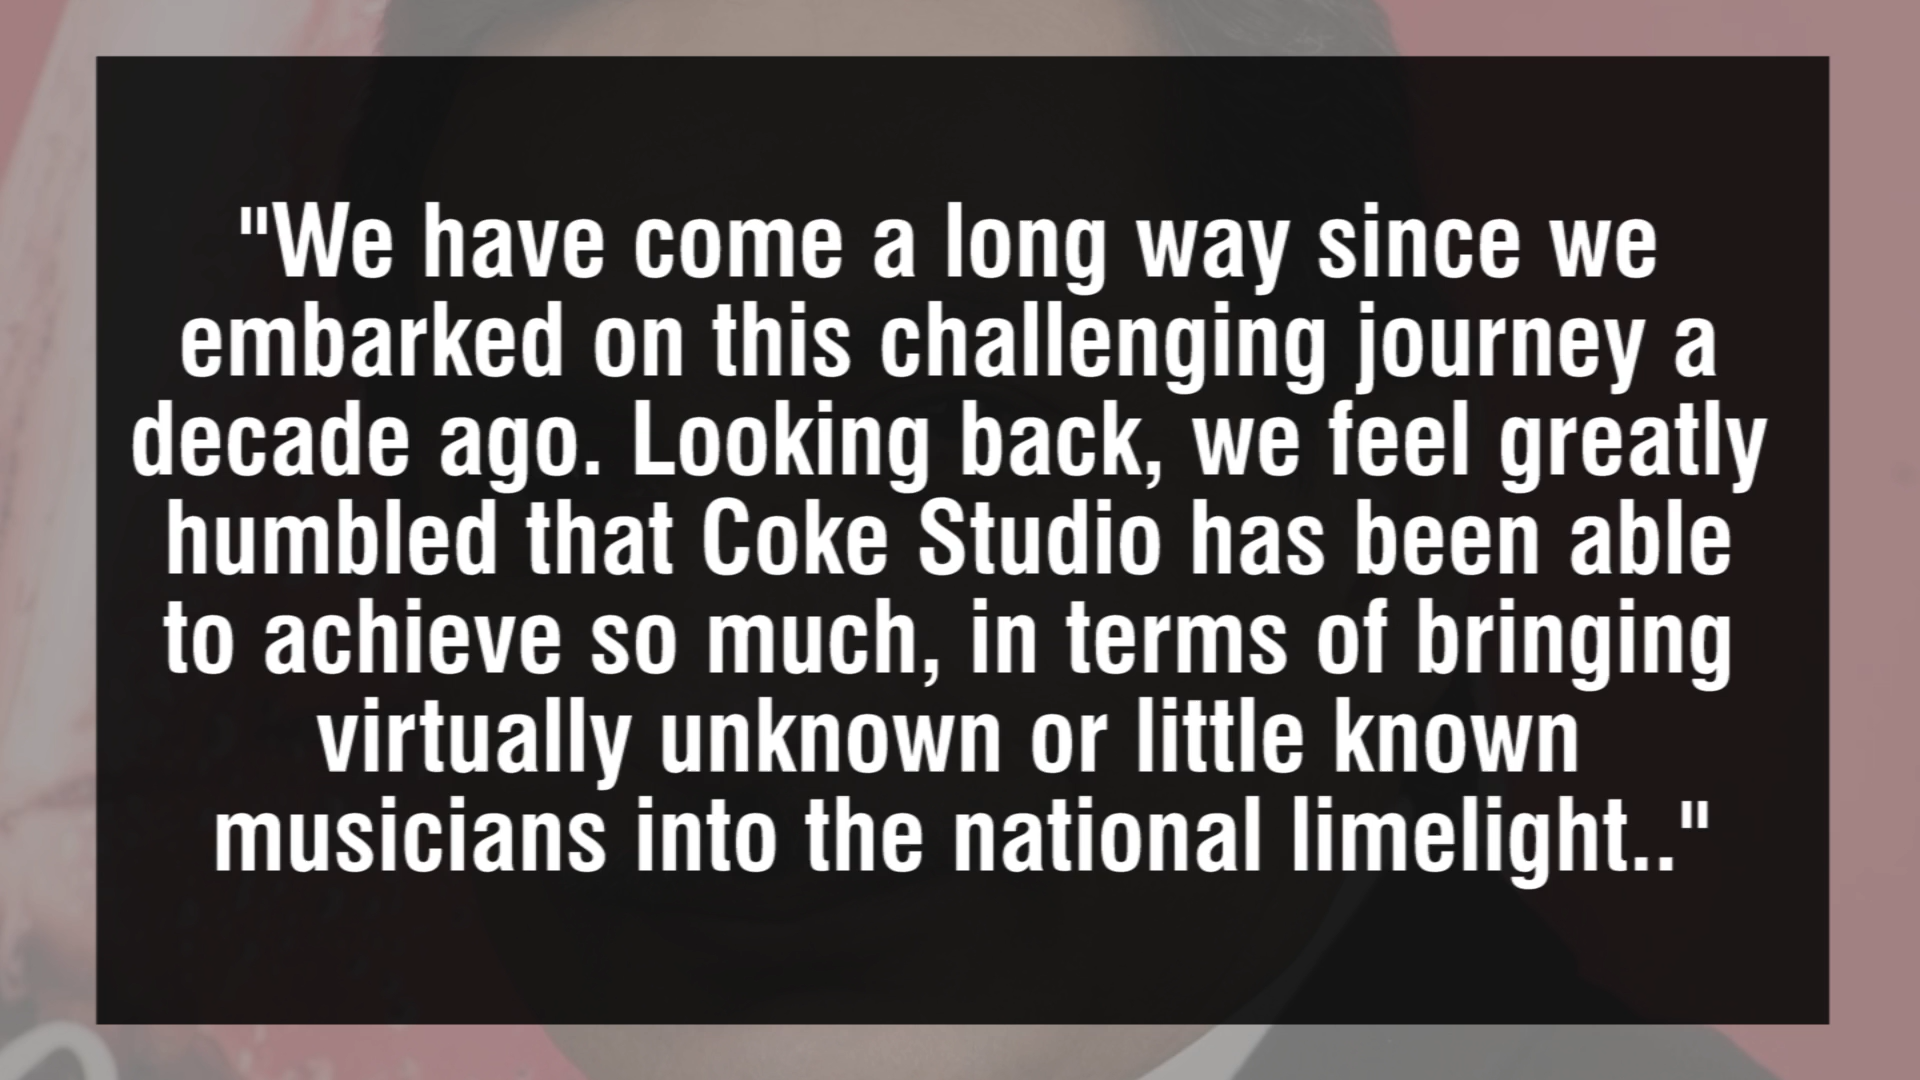 "We have come a long way since we
embarked on this challenging journey a
decade ago. Looking back, we feel greatly
humbled that Coke Studio has been able
to achieve so much, in terms of bringing
virtually unknown or little known
musicians into the national limelight.."